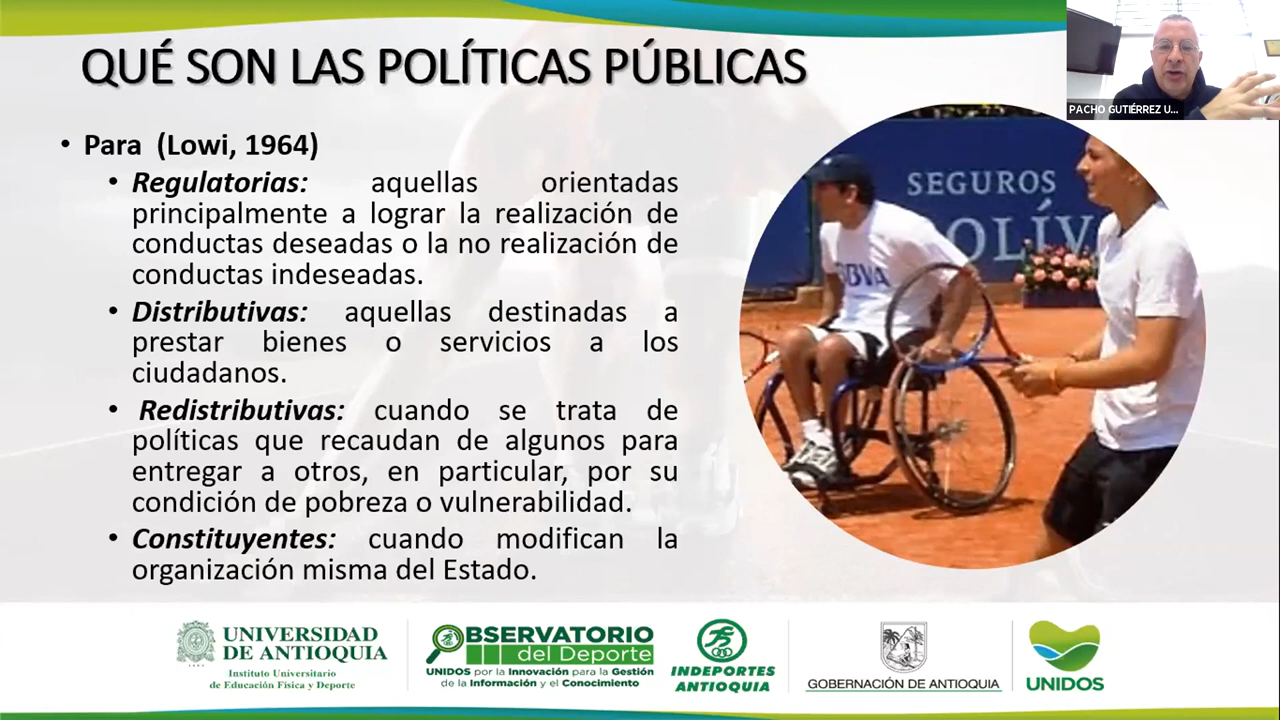 QUÉ SON LAS POLÍTICAS PÚBLICAS
PACHO GUTIÉRREZ U...
• Para (Lowi, 1964)
• Regulatorias: aquellas orientadas
principalmente a lograr la realización de
conductas deseadas o la no realización de
conductas indeseadas.
• Distributivas: aquellas destinadas a
prestar bienes o servicios a los
ciudadanos.
• Redistributivas: cuando se trata de
políticas que recaudan de algunos para
entregar a otros, en particular, por su
condición de pobreza o vulnerabilidad.
• Constituyentes: cuando modifican la
organización misma del Estado.
SEGUROS
OLÍV
BBVA
UNIVERSIDAD
DE ANTIOQUIA
Instituto Universitario
de Educación Física y Deporte
OBSERVATORIO
del Deporte
UNIDOS por la Innovación para la Gestión
de la Información y el Conocimiento
INDEPORTES
ANTIOQUIA
GOBERNACIÓN DE ANTIOQUIA
UNIDOS